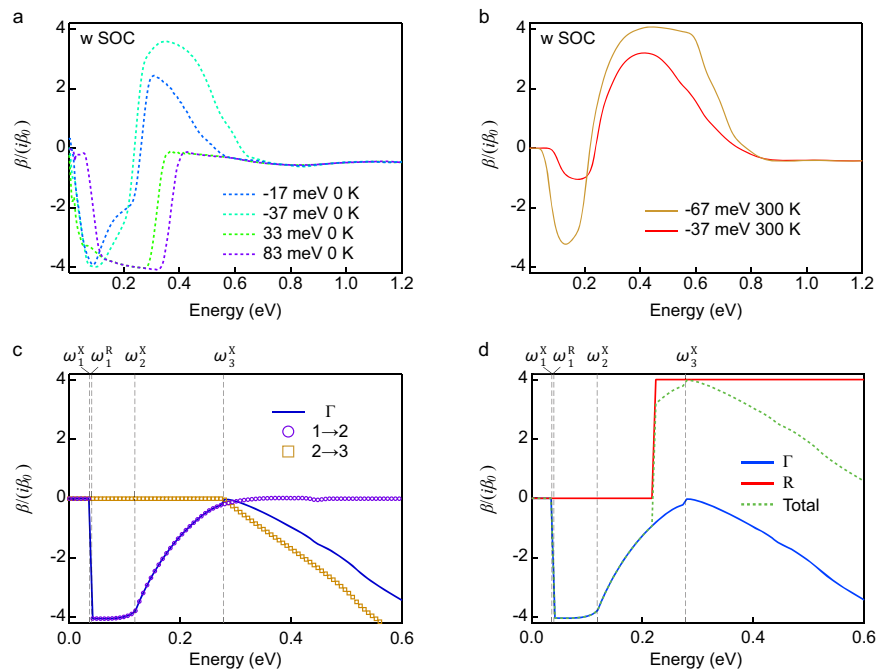 a
w SOC
4
2
0
-2
-4
β/(iβ₀)
-17 meV 0 K
-37 meV 0 K
33 meV 0 K
83 meV 0 K
0.2 0.4 0.6 0.8 1.0 1.2
Energy (eV)
b
w SOC
4
2
0
-2
-4
β/(iβ₀)
-67 meV 300 K
-37 meV 300 K
0.2 0.4 0.6 0.8 1.0 1.2
Energy (eV)
c
ω₁ˣ ω₁ᴿ ω₂ˣ ω₃ˣ
4
2
0
-2
-4
β/(iβ₀)
Γ
1→2
2→3
0.0 0.2 0.4 0.6
Energy (eV)
d
ω₁ˣ ω₁ᴿ ω₂ˣ ω₃ˣ
4
2
0
-2
-4
β/(iβ₀)
Γ
R
Total
0.0 0.2 0.4 0.6
Energy (eV)